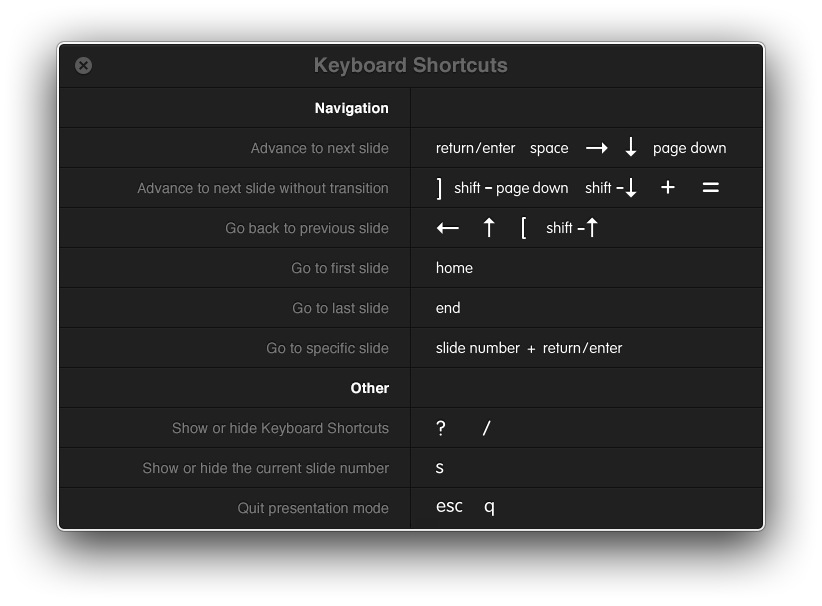 Keyboard Shortcuts
Navigation
Advance to next slide return/enter space → ↓ page down
Advance to next slide without transition ] shift – page down shift –↓ + =
Go back to previous slide ← ↑ [ shift –↑
Go to first slide home
Go to last slide end
Go to specific slide slide number + return/enter
Other
Show or hide Keyboard Shortcuts ? /
Show or hide the current slide number s
Quit presentation mode esc q